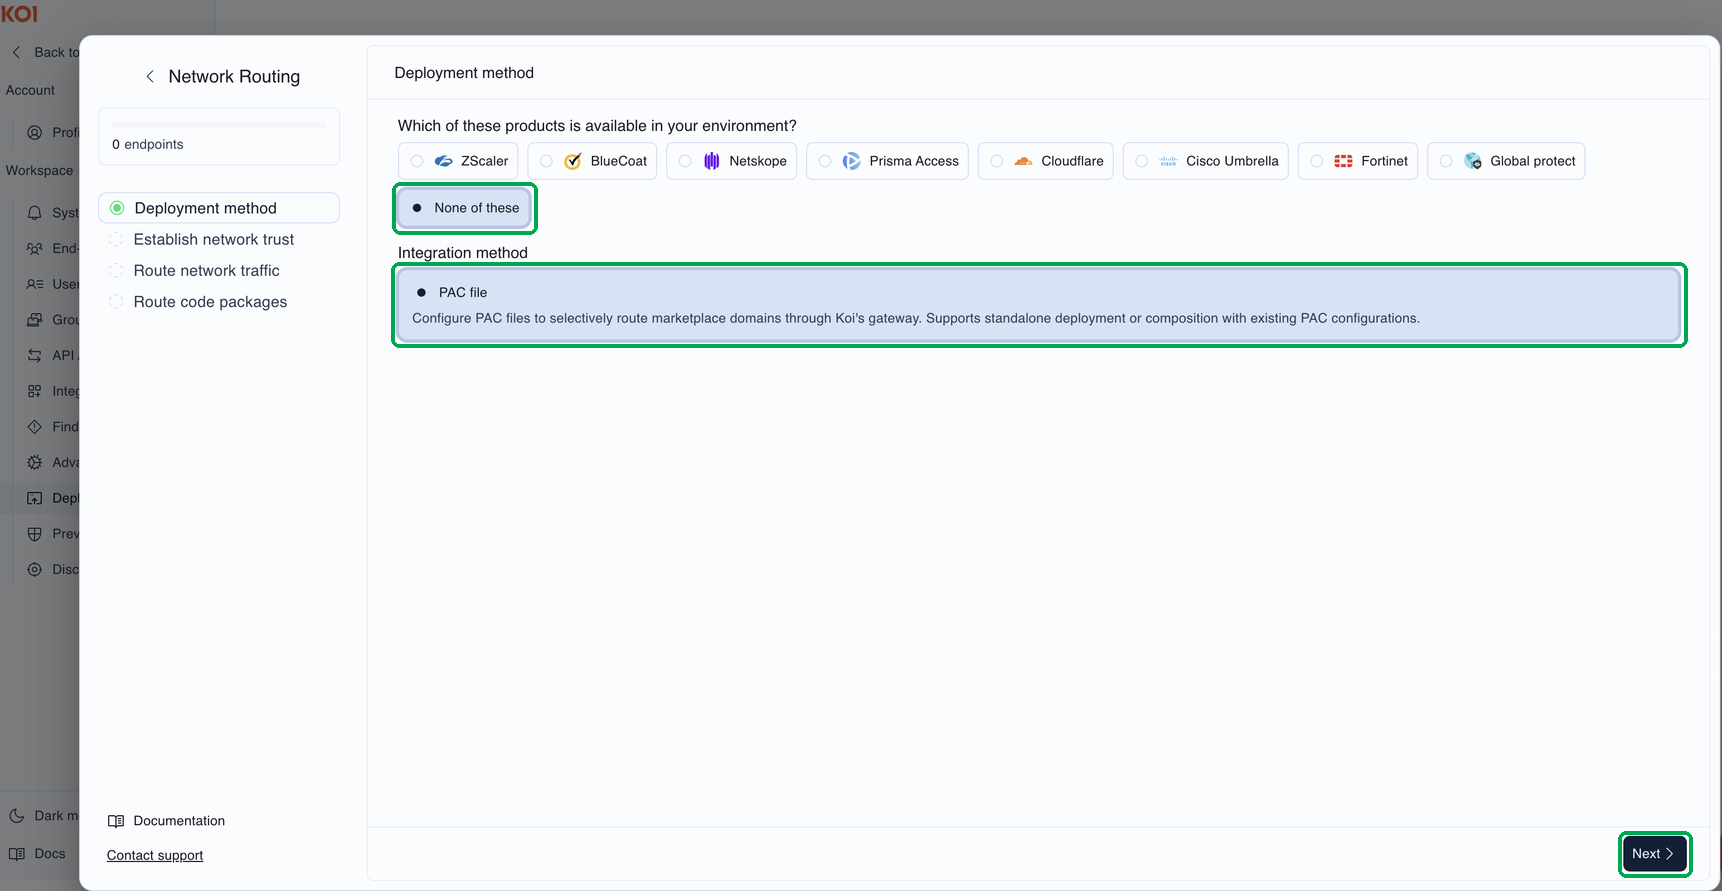 KOI
Back to
Account
Profi
Workspace
Syst
End-
User
Grou
API
Integ
Find
Adva
Depl
Prev
Disc
Dark m
Docs
Network Routing
0 endpoints
Deployment method
Establish network trust
Route network traffic
Route code packages
Documentation
Contact support
Deployment method
Which of these products is available in your environment?
ZScaler BlueCoat Netskope Prisma Access Cloudflare Cisco Umbrella Fortinet Global protect
None of these
Integration method
PAC file
Configure PAC files to selectively route marketplace domains through Koi's gateway. Supports standalone deployment or composition with existing PAC configurations.
Next